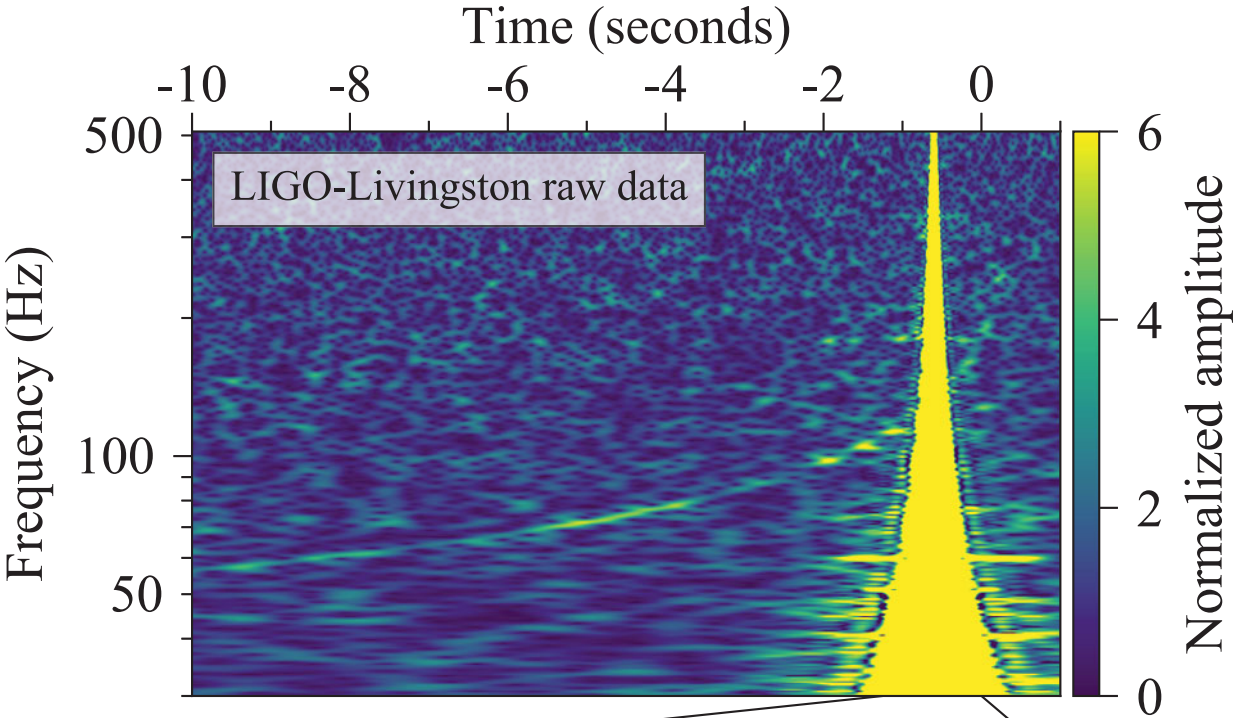 Time (seconds)
-10 -8 -6 -4 -2 0
500
100
50
Frequency (Hz)
LIGO-Livingston raw data
6
4
2
0
Normalized amplitude